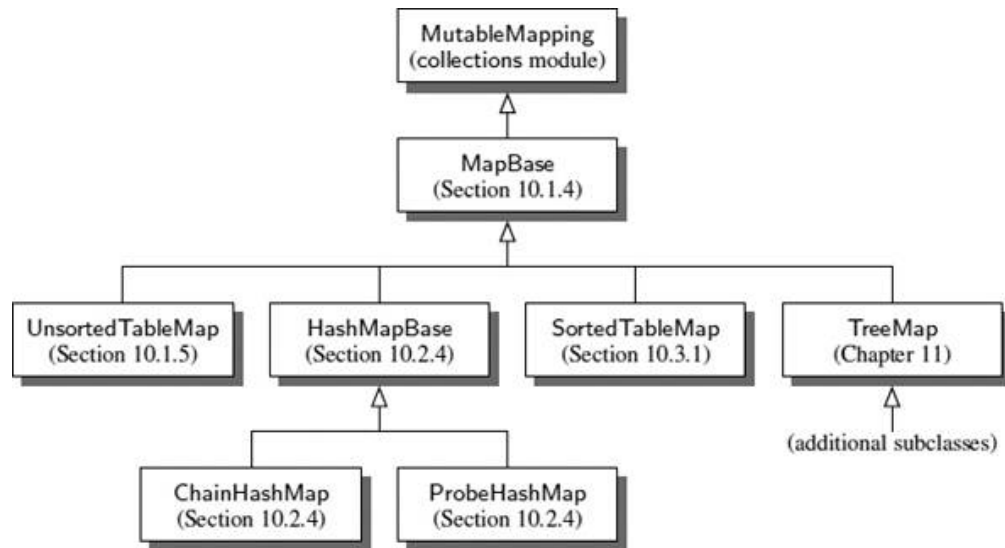 MutableMapping
(collections module)
MapBase
(Section 10.1.4)
UnsortedTableMap
(Section 10.1.5)
HashMapBase
(Section 10.2.4)
SortedTableMap
(Section 10.3.1)
TreeMap
(Chapter 11)
(additional subclasses)
ChainHashMap
(Section 10.2.4)
ProbeHashMap
(Section 10.2.4)